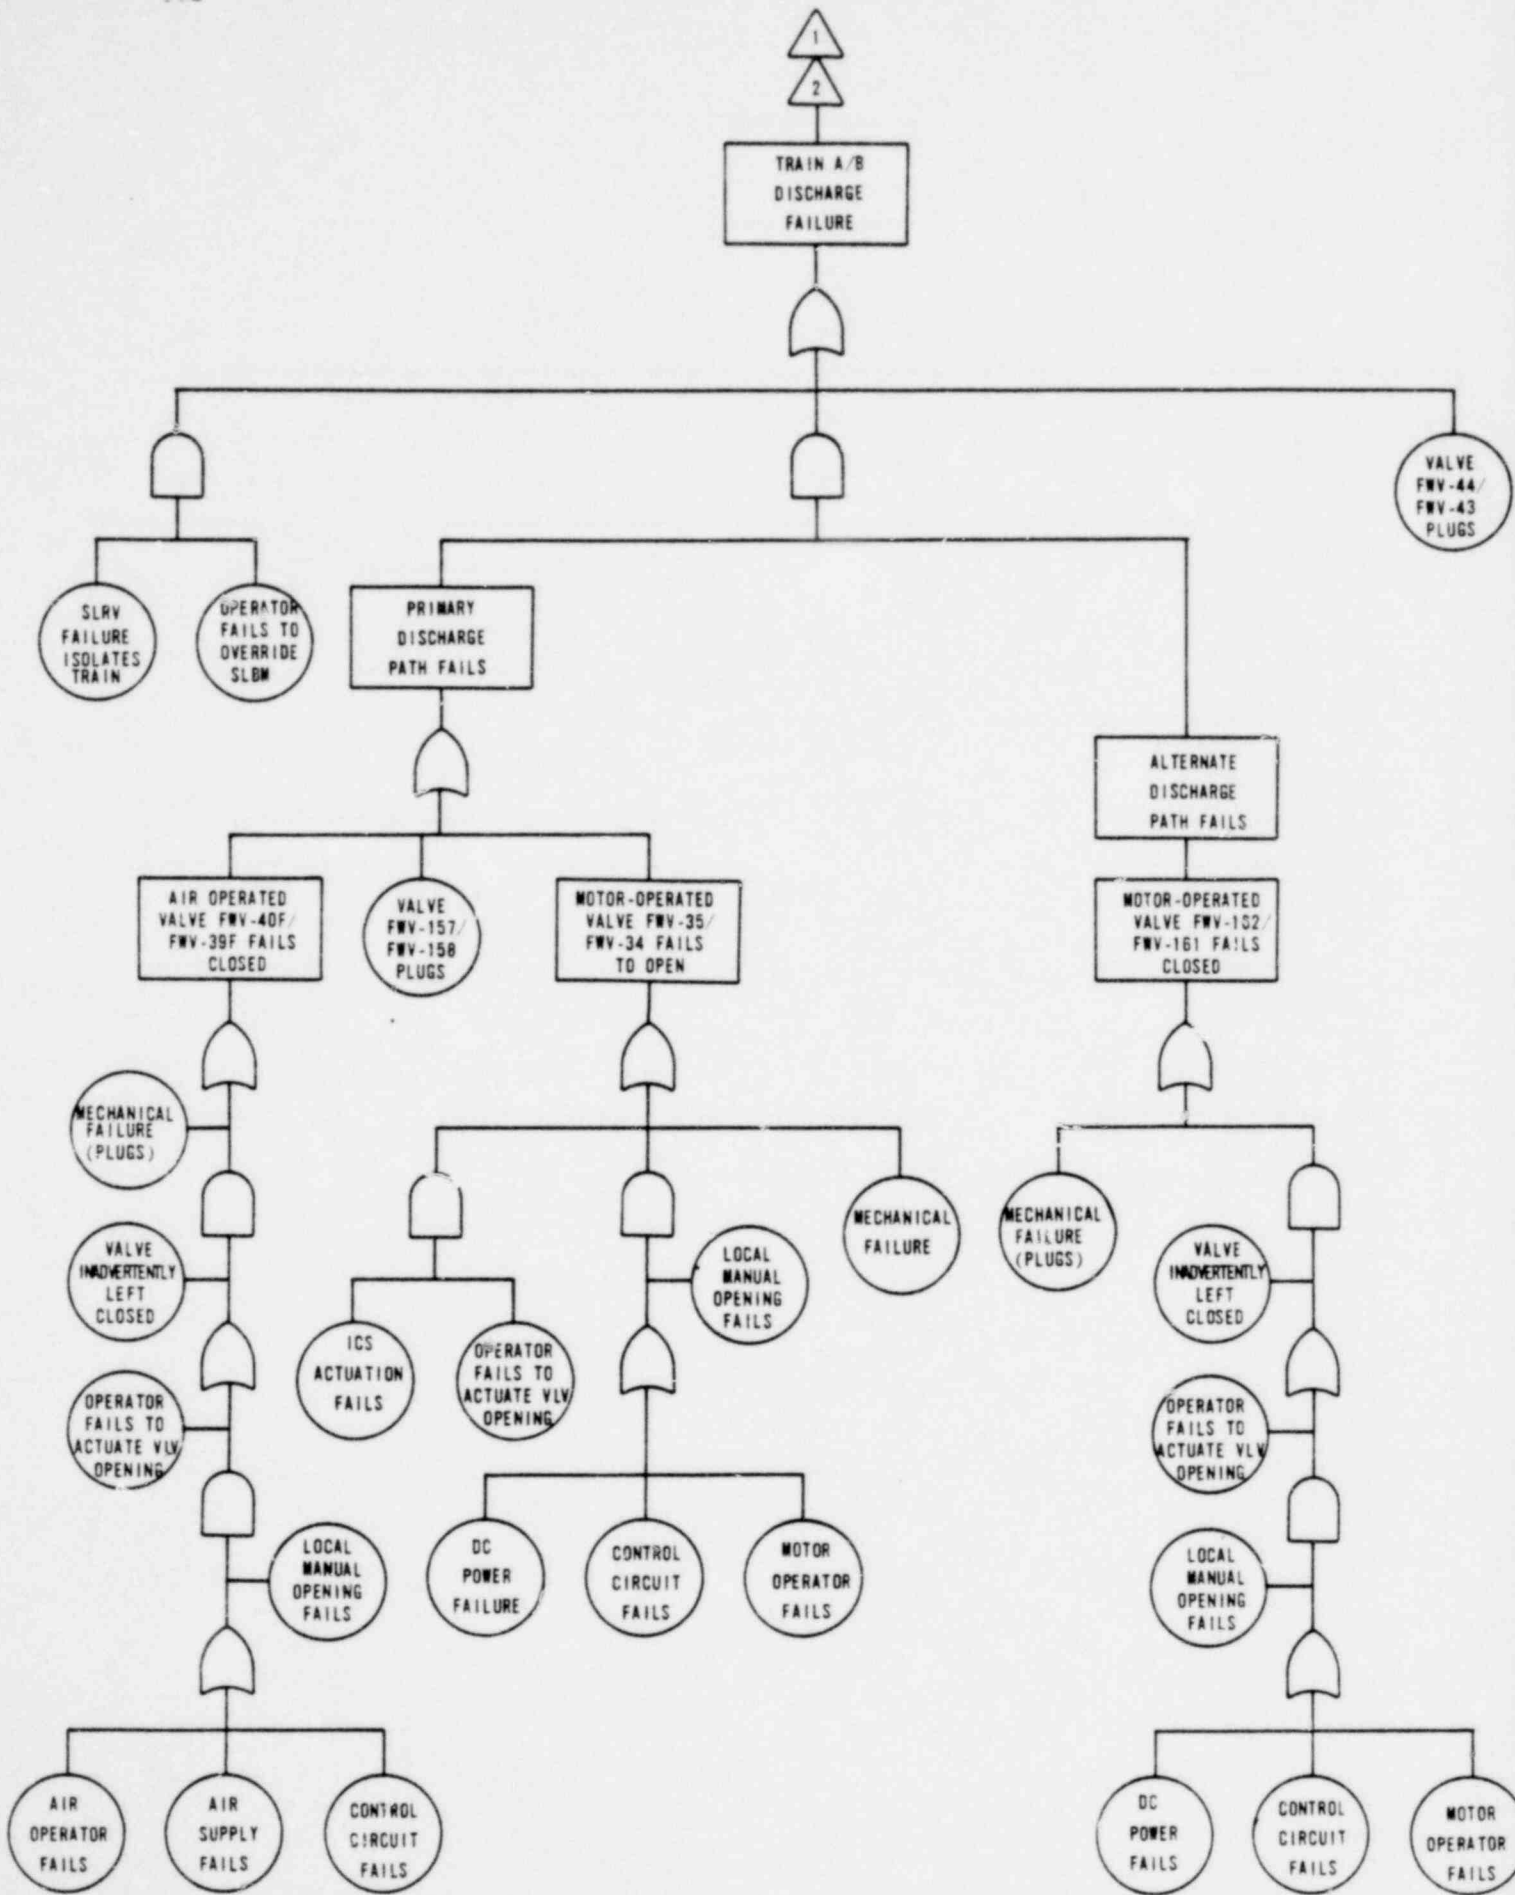 1
2
TRAIN A/B
DISCHARGE
FAILURE
VALVE
FWV-44/
FWV-43
PLUGS
SLRV
FAILURE
ISOLATES
TRAIN
OPERATOR
FAILS TO
OVERRIDE
SLBM
PRIMARY
DISCHARGE
PATH FAILS
ALTERNATE
DISCHARGE
PATH FAILS
AIR OPERATED
VALVE FWV-40F/
FWV-39F FAILS
CLOSED
VALVE
FWV-157/
FWV-158
PLUGS
MOTOR-OPERATED
VALVE FWV-35/
FWV-34 FAILS
TO OPEN
MOTOR-OPERATED
VALVE
FWV-161 FAILS
CLOSED
MECHANICAL
FAILURE
(PLUGS)
VALVE
INADVERTENTLY
LEFT
CLOSED
OPERATOR
FAILS TO
ACTUATE VLV
OPENING
LOCAL
MANUAL
OPENING
FAILS
AIR
OPERATOR
FAILS
AIR
SUPPLY
FAILS
CONTROL
CIRCUIT
FAILS
ICS
ACTUATION
FAILS
OPERATOR
FAILS TO
ACTUATE VLV
OPENING
LOCAL
MANUAL
OPENING
FAILS
MECHANICAL
FAILURE
DC
POWER
FAILURE
CONTROL
CIRCUIT
FAILS
MOTOR
OPERATOR
FAILS
MECHANICAL
FAILURE
(PLUGS)
VALVE
INADVERTENTLY
LEFT
CLOSED
OPERATOR
FAILS TO
ACTUATE VLV
OPENING
LOCAL
MANUAL
OPENING
FAILS
DC
POWER
FAILS
CONTROL
CIRCUIT
FAILS
MOTOR
OPERATOR
FAILS